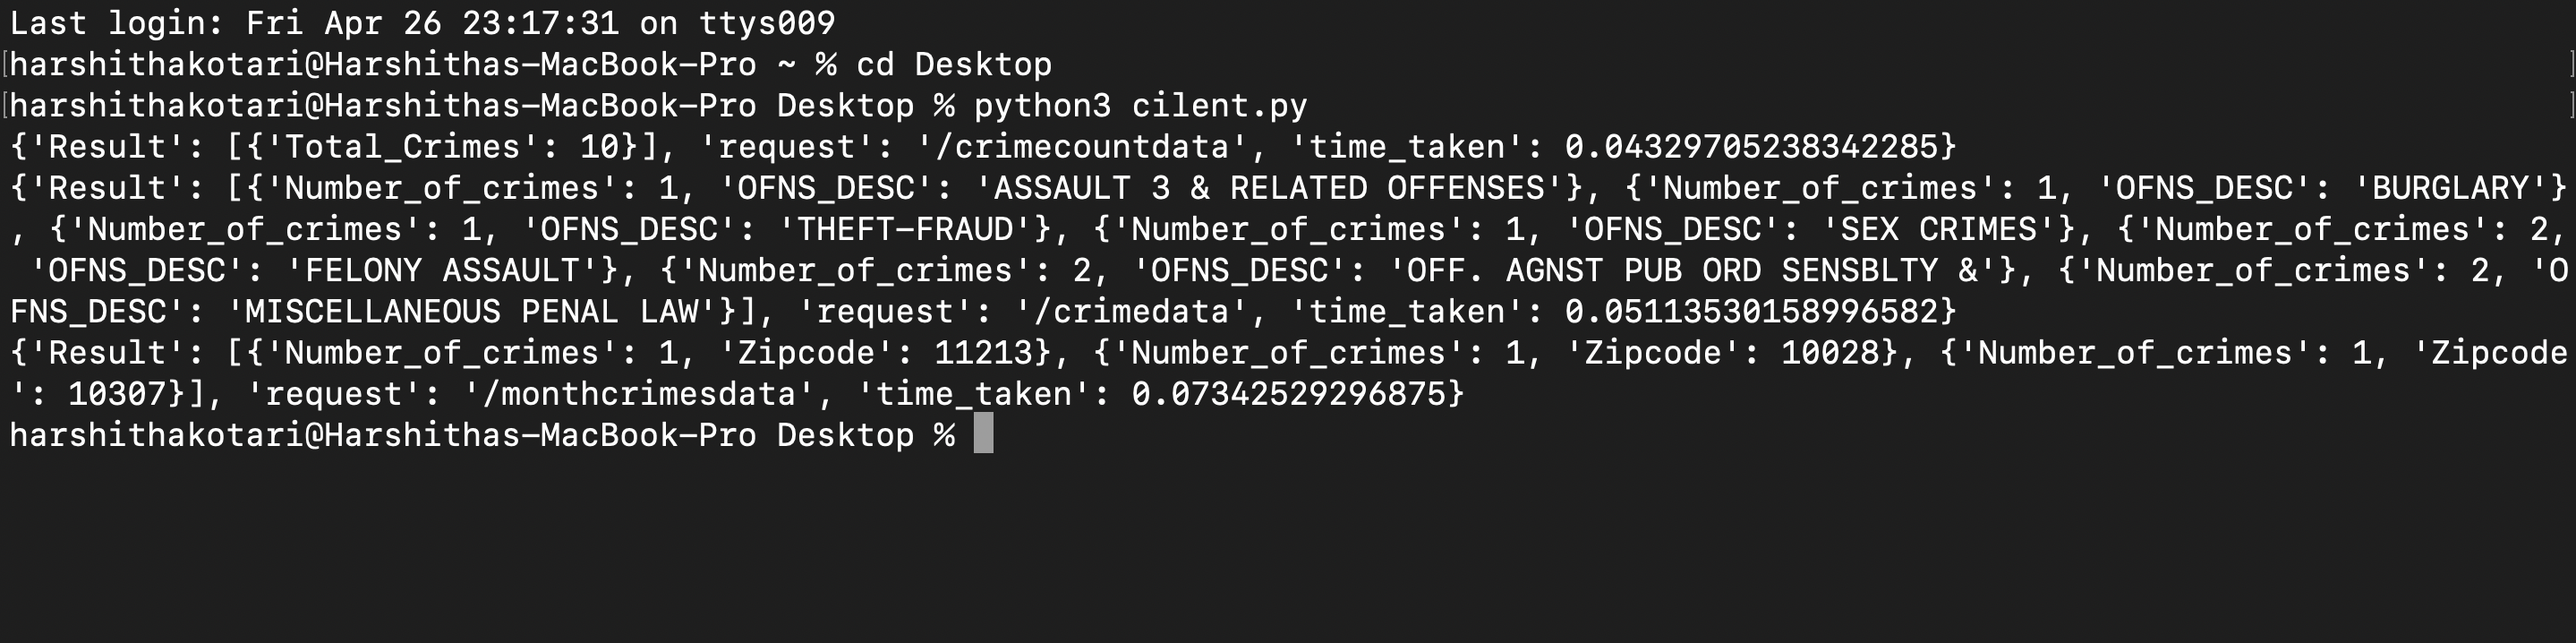 Last login: Fri Apr 26 23:17:31 on ttys009
[harshithakotari@Harshithas-MacBook-Pro ~ % cd Desktop ]
[harshithakotari@Harshithas-MacBook-Pro Desktop % python3 cilent.py ]
{'Result': [{'Total_Crimes': 10}], 'request': '/crimecountdata', 'time_taken': 0.04329705238342285}
{'Result': [{'Number_of_crimes': 1, 'OFNS_DESC': 'ASSAULT 3 & RELATED OFFENSES'}, {'Number_of_crimes': 1, 'OFNS_DESC': 'BURGLARY'}
, {'Number_of_crimes': 1, 'OFNS_DESC': 'THEFT-FRAUD'}, {'Number_of_crimes': 1, 'OFNS_DESC': 'SEX CRIMES'}, {'Number_of_crimes': 2,
 'OFNS_DESC': 'FELONY ASSAULT'}, {'Number_of_crimes': 2, 'OFNS_DESC': 'OFF. AGNST PUB ORD SENSBLTY &'}, {'Number_of_crimes': 2, 'O
FNS_DESC': 'MISCELLANEOUS PENAL LAW'}], 'request': '/crimedata', 'time_taken': 0.05113530158996582}
{'Result': [{'Number_of_crimes': 1, 'Zipcode': 11213}, {'Number_of_crimes': 1, 'Zipcode': 10028}, {'Number_of_crimes': 1, 'Zipcode
': 10307}], 'request': '/monthcrimesdata', 'time_taken': 0.07342529296875}
harshithakotari@Harshithas-MacBook-Pro Desktop %